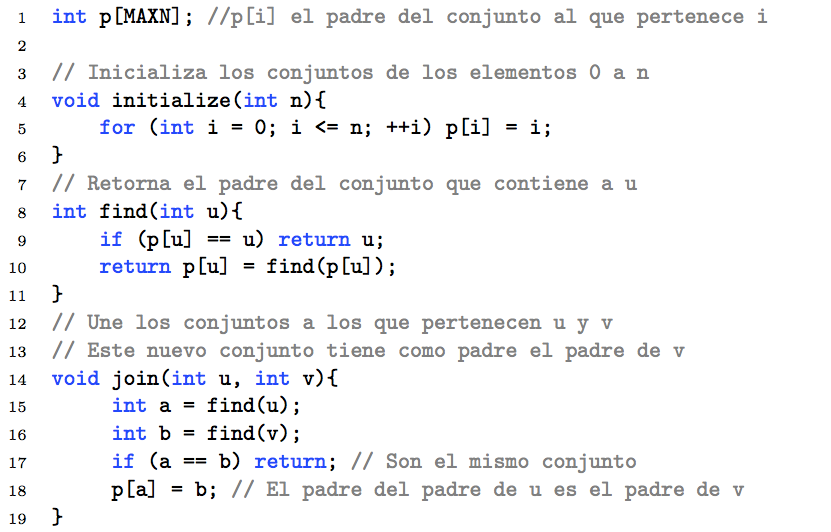 1 int p[MAXN]; //p[i] el padre del conjunto al que pertenece i
2
3 // Inicializa los conjuntos de los elementos 0 a n
4 void initialize(int n){
5     for (int i = 0; i <= n; ++i) p[i] = i;
6 }
7 // Retorna el padre del conjunto que contiene a u
8 int find(int u){
9     if (p[u] == u) return u;
10     return p[u] = find(p[u]);
11 }
12 // Une los conjuntos a los que pertenecen u y v
13 // Este nuevo conjunto tiene como padre el padre de v
14 void join(int u, int v){
15      int a = find(u);
16      int b = find(v);
17      if (a == b) return; // Son el mismo conjunto
18      p[a] = b; // El padre del padre de u es el padre de v
19 }